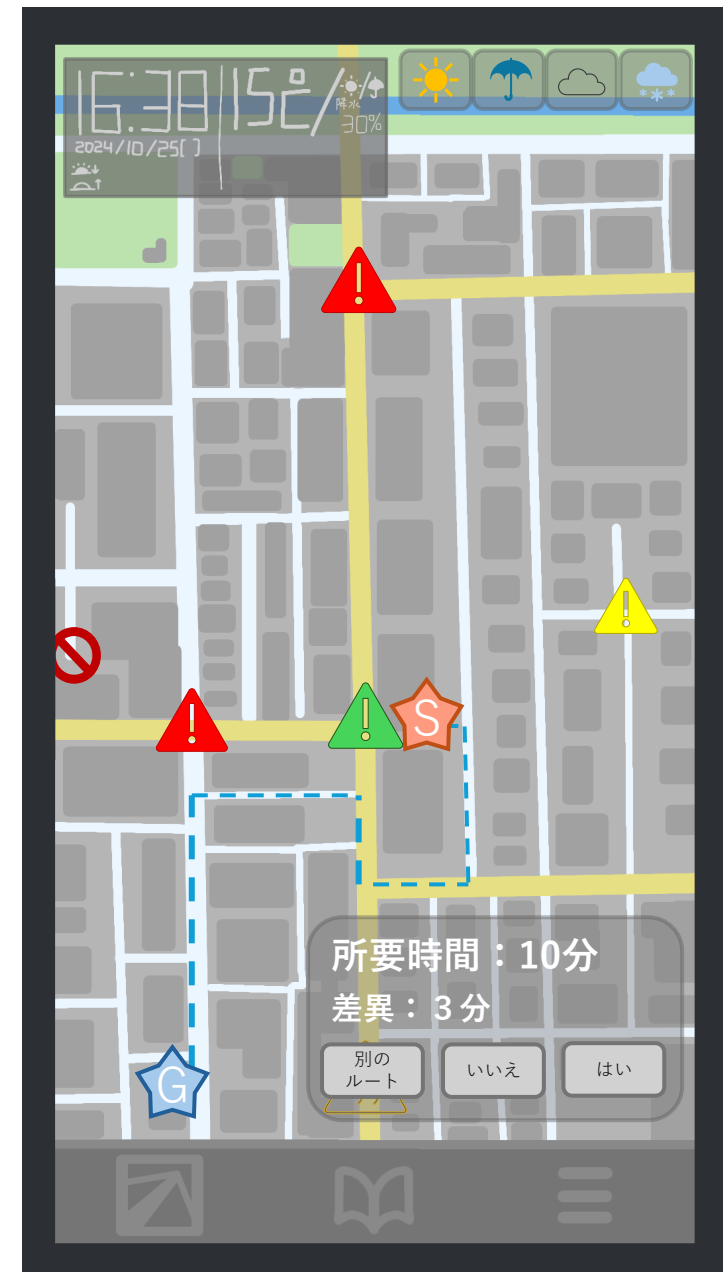 16:38
15℃/
降水
30%
2024/10/25[ ]
S
G
所要時間：10分
差異：３分
別の
ルート
いいえ
はい